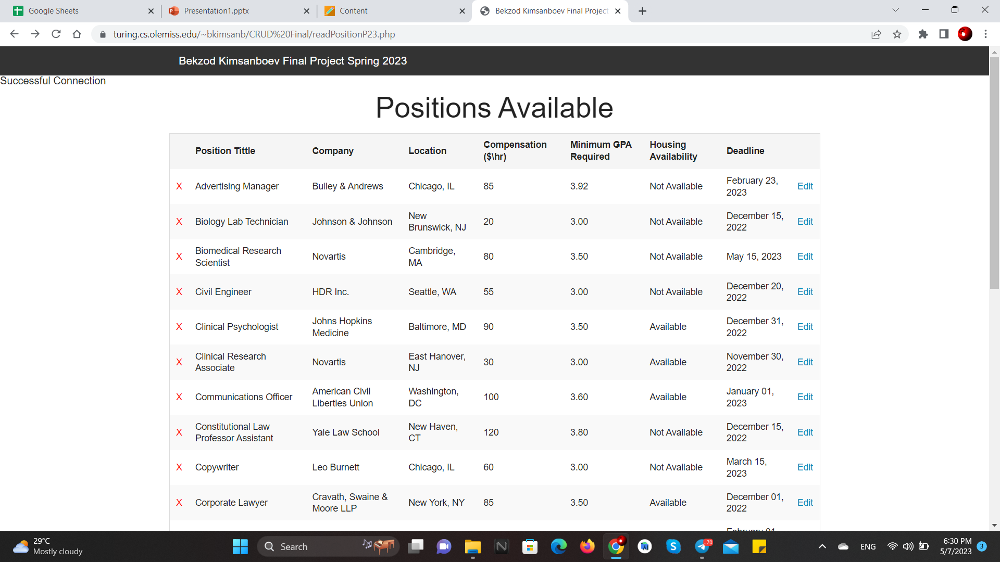 Google Sheets
Presentation1.pptx
Content
Bekzod Kimsanboev Final Project
turing.cs.olemiss.edu/~bkimsanb/CRUD%20Final/readPositionP23.php
Bekzod Kimsanboev Final Project Spring 2023
Successful Connection
Positions Available
Position Tittle Company Location Compensation ($\hr) Minimum GPA Required Housing Availability Deadline
X Advertising Manager Bulley & Andrews Chicago, IL 85 3.92 Not Available February 23, 2023 Edit
X Biology Lab Technician Johnson & Johnson New Brunswick, NJ 20 3.00 Not Available December 15, 2022 Edit
X Biomedical Research Scientist Novartis Cambridge, MA 80 3.50 Not Available May 15, 2023 Edit
X Civil Engineer HDR Inc. Seattle, WA 55 3.00 Not Available December 20, 2022 Edit
X Clinical Psychologist Johns Hopkins Medicine Baltimore, MD 90 3.50 Available December 31, 2022 Edit
X Clinical Research Associate Novartis East Hanover, NJ 30 3.00 Available November 30, 2022 Edit
X Communications Officer American Civil Liberties Union Washington, DC 100 3.60 Available January 01, 2023 Edit
X Constitutional Law Professor Assistant Yale Law School New Haven, CT 120 3.80 Not Available December 15, 2022 Edit
X Copywriter Leo Burnett Chicago, IL 60 3.00 Not Available March 15, 2023 Edit
X Corporate Lawyer Cravath, Swaine & Moore LLP New York, NY 85 3.50 Available December 01, 2022 Edit
29°C
Mostly cloudy
Search
70
ENG
6:30 PM
5/7/2023
3